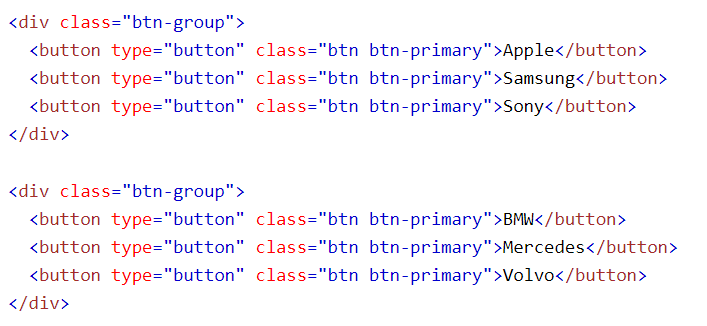 <div class="btn-group">
  <button type="button" class="btn btn-primary">Apple</button>
  <button type="button" class="btn btn-primary">Samsung</button>
  <button type="button" class="btn btn-primary">Sony</button>
</div>

<div class="btn-group">
  <button type="button" class="btn btn-primary">BMW</button>
  <button type="button" class="btn btn-primary">Mercedes</button>
  <button type="button" class="btn btn-primary">Volvo</button>
</div>